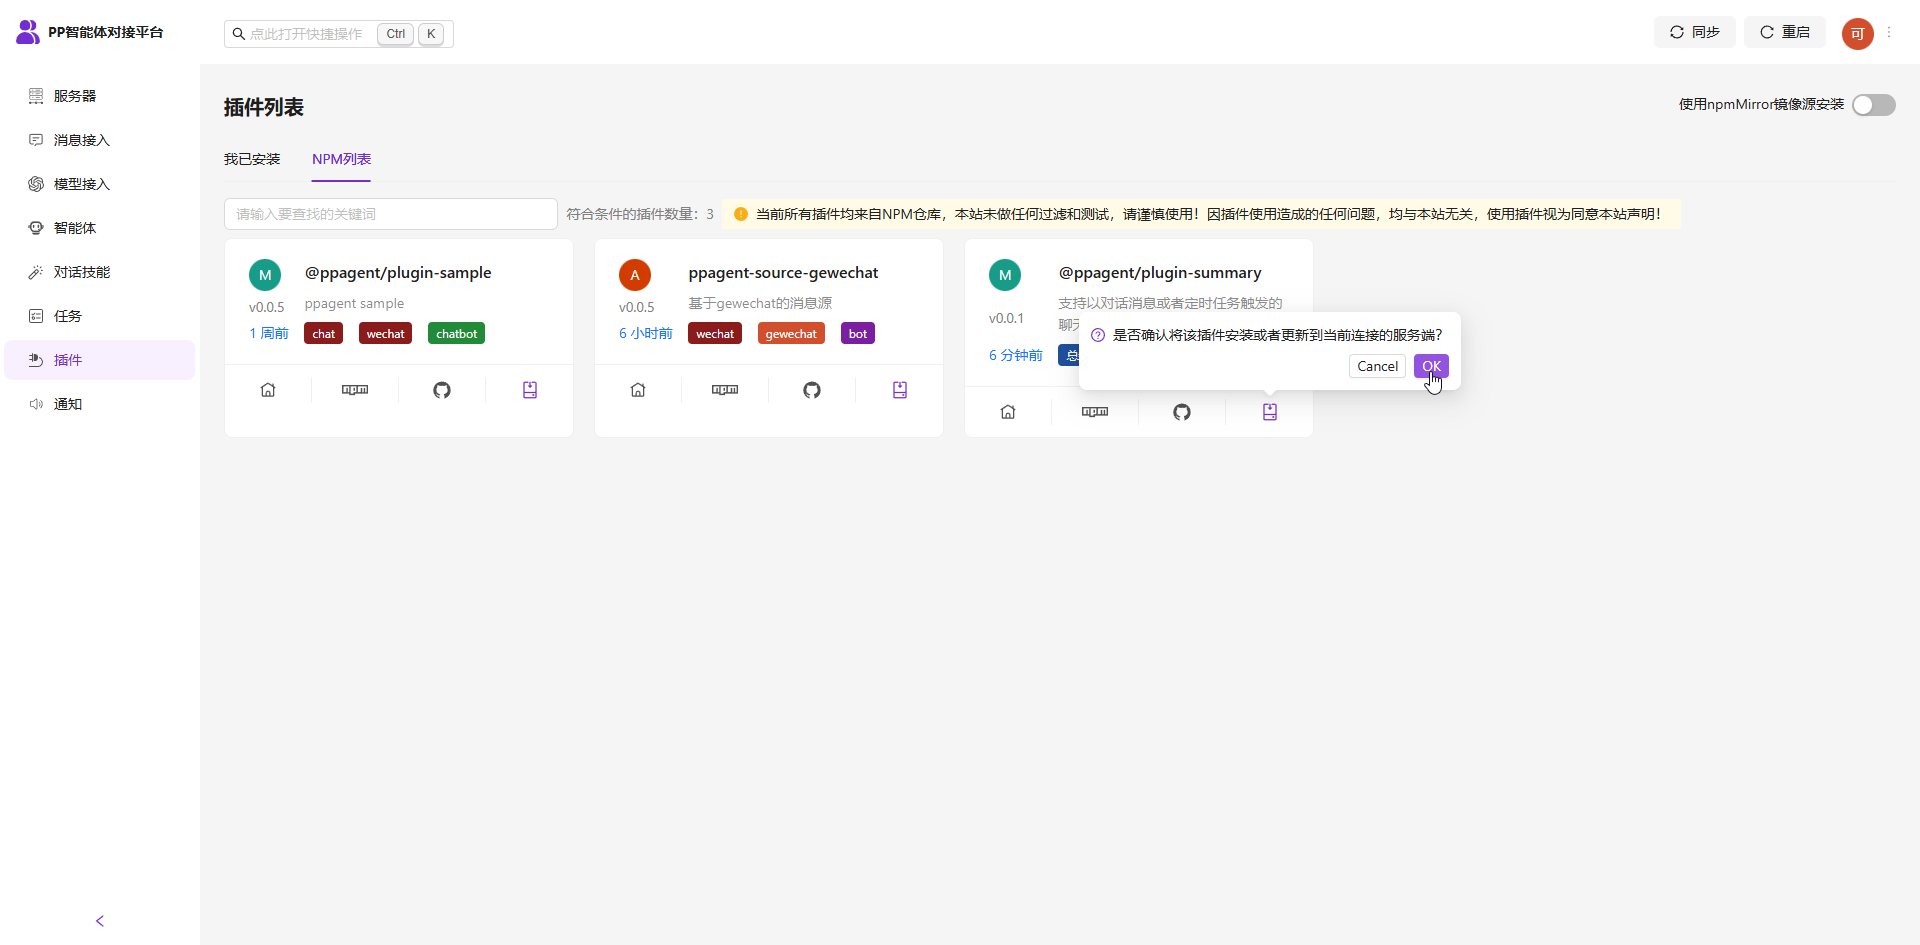 PP智能体对接平台
点此打开快捷操作 Ctrl K
同步
重启
可
服务器
消息接入
模型接入
智能体
对话技能
任务
插件
通知
插件列表
使用npmMirror镜像源安装
我已安装
NPM列表
请输入要查找的关键词
符合条件的插件数量：3
当前所有插件均来自NPM仓库，本站未做任何过滤和测试，请谨慎使用！因插件使用造成的任何问题，均与本站无关，使用插件视为同意本站声明！
M
@ppagent/plugin-sample
v0.0.5
ppagent sample
1 周前
chat
wechat
chatbot
A
ppagent-source-gewechat
v0.0.5
基于gewechat的消息源
6 小时前
wechat
gewechat
bot
M
@ppagent/plugin-summary
v0.0.1
支持以对话消息或者定时任务触发的
聊
6 分钟前
总
是否确认将该插件安装或者更新到当前连接的服务端？
Cancel
OK